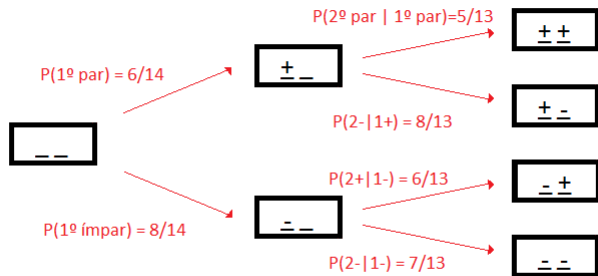 P(2º par | 1º par)=5/13
+ +
P(1º par) = 6/14
+ _
+ -
P(2-|1+) = 8/13
_ _
P(2+|1-) = 6/13
- +
- _
P(1º ímpar) = 8/14
P(2-|1-) = 7/13
- -